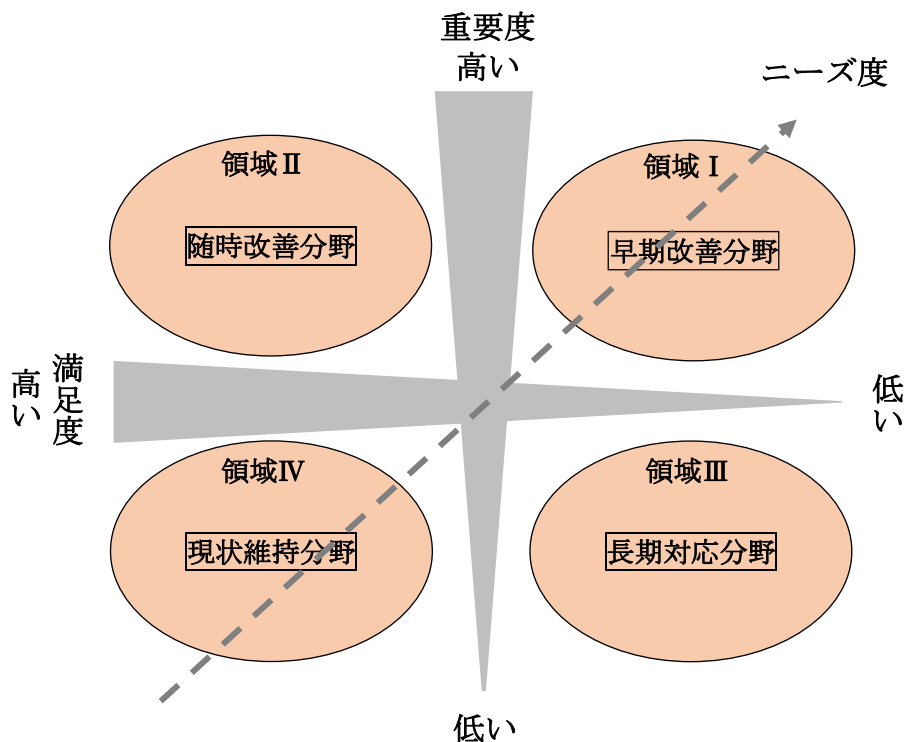 重要度
高い
ニーズ度
領域Ⅱ
随時改善分野
領域Ⅰ
早期改善分野
満足度
高い
低い
領域Ⅳ
現状維持分野
領域Ⅲ
長期対応分野
低い